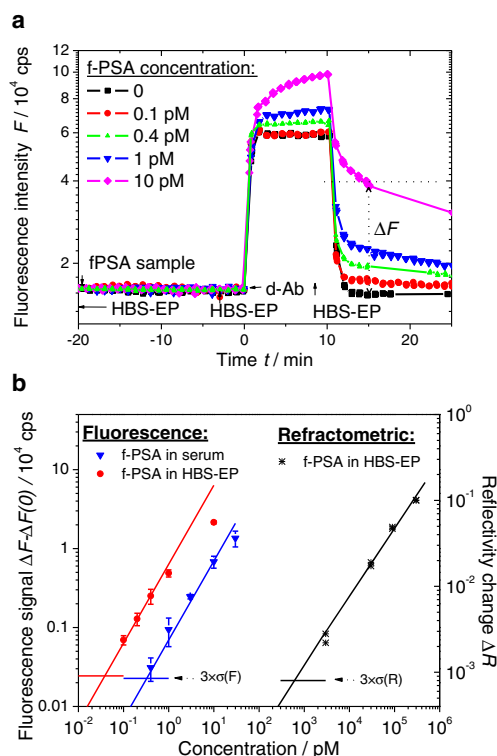 a
f-PSA concentration:
0
0.1 pM
0.4 pM
1 pM
10 pM
Fluorescence intensity F / 10⁴ cps
12
10
8
6
4
2
ΔF
fPSA sample
d-Ab
HBS-EP
HBS-EP
HBS-EP
-20
-10
0
10
20
Time t / min
b
Fluorescence:
f-PSA in serum
f-PSA in HBS-EP
Refractometric:
f-PSA in HBS-EP
Fluorescence signal ΔF-ΔF(0) / 10⁴ cps
10
1
0.1
0.01
Reflectivity change ΔR
10⁰
10⁻¹
10⁻²
10⁻³
3×σ(F)
3×σ(R)
10⁻²
10⁻¹
10⁰
10¹
10²
10³
10⁴
10⁵
10⁶
Concentration / pM